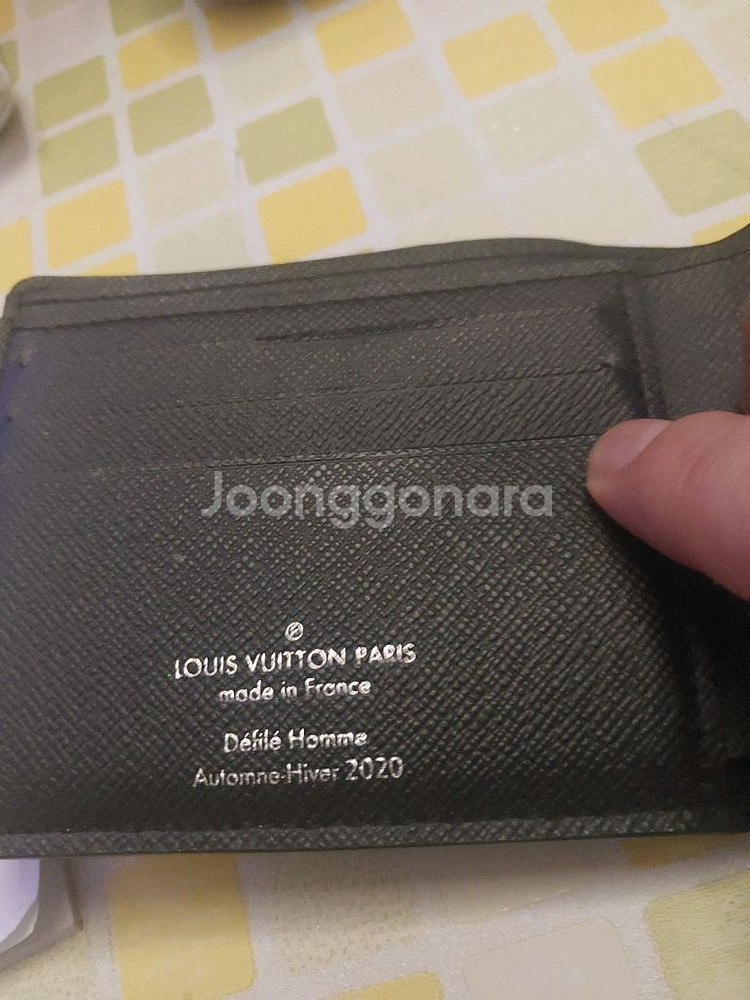 Joonggonara
LOUIS VUITTON PARIS
made in France
Défilé Homme
Automne-Hiver 2020